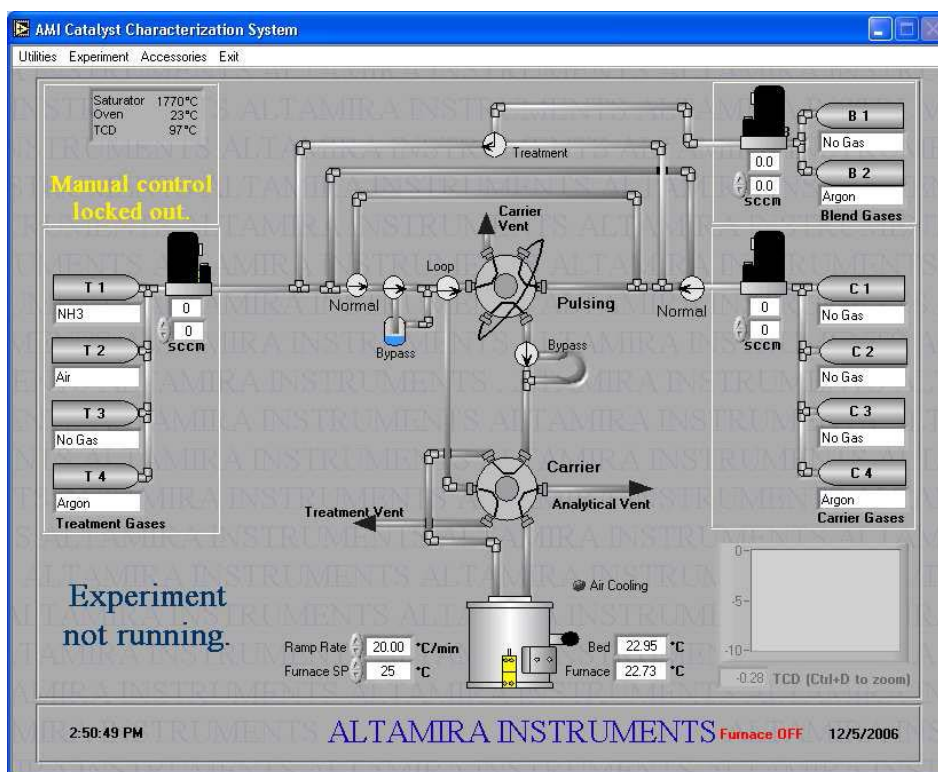 AMI Catalyst Characterization System
Utilities Experiment Accessories Exit
Saturator 1770°C
Oven 23°C
TCD 97°C
Manual control
locked out.
Treatment
B 1
No Gas
B 2
Argon
0.0
0.0
sccm
Blend Gases
T 1
NH3
T 2
Air
T 3
No Gas
T 4
Argon
Treatment Gases
0
0
sccm
Normal
Bypass
Loop
Carrier
Vent
Pulsing
Normal
Bypass
0
0
sccm
C 1
No Gas
C 2
No Gas
C 3
No Gas
C 4
Argon
Carrier Gases
Carrier
Analytical Vent
Treatment Vent
Experiment
not running.
Air Cooling
Ramp Rate 20.00 °C/min
Furnace SP 25 °C
Bed 22.95 °C
Furnace 22.73 °C
0-
-5-
-10-
-0.28 TCD (Ctrl+D to zoom)
2:50:49 PM ALTAMIRA INSTRUMENTS Furnace OFF 12/5/2006